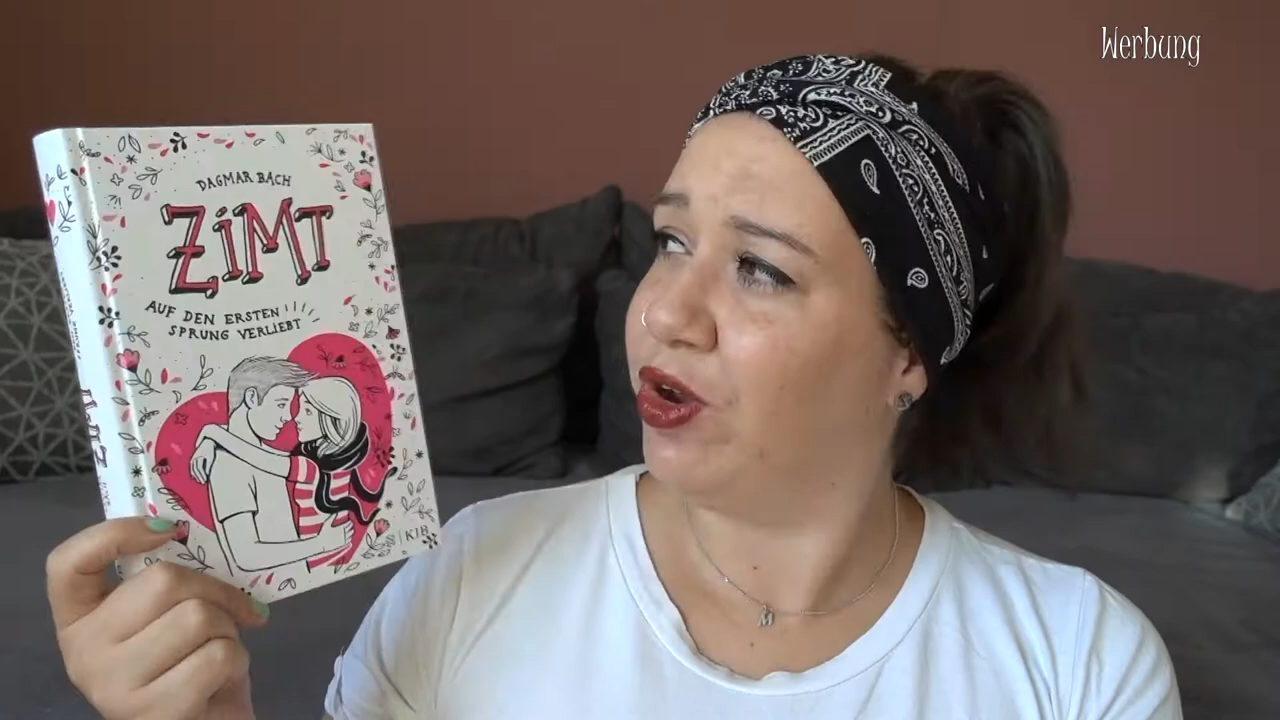 Werbung
DAGMAR BACH
ZiMT
AUF DEN ERSTEN
SPRUNG VERLIEBT
KJB
M